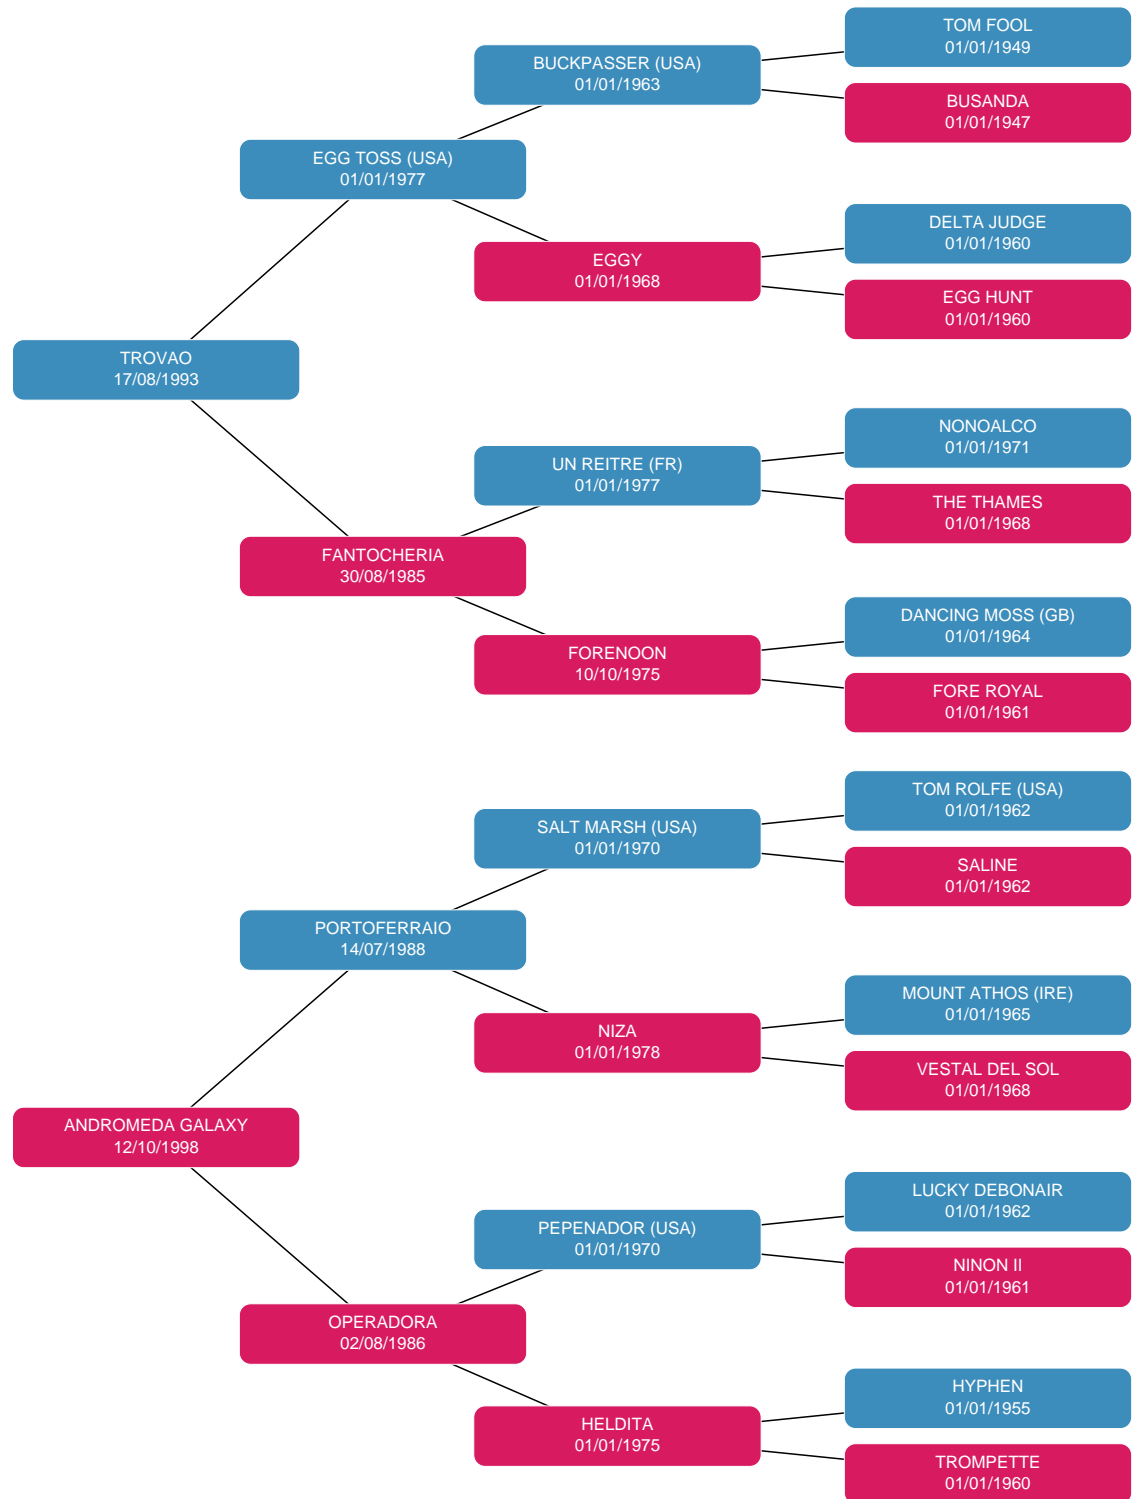 TOM FOOL
01/01/1949
BUCKPASSER (USA)
01/01/1963
BUSANDA
01/01/1947
EGG TOSS (USA)
01/01/1977
DELTA JUDGE
01/01/1960
EGGY
01/01/1968
EGG HUNT
01/01/1960
TROVAO
17/08/1993
NONOALCO
01/01/1971
UN REITRE (FR)
01/01/1977
THE THAMES
01/01/1968
FANTOCHERIA
30/08/1985
DANCING MOSS (GB)
01/01/1964
FORENOON
10/10/1975
FORE ROYAL
01/01/1961
TOM ROLFE (USA)
01/01/1962
SALT MARSH (USA)
01/01/1970
SALINE
01/01/1962
PORTOFERRAIO
14/07/1988
MOUNT ATHOS (IRE)
01/01/1965
NIZA
01/01/1978
VESTAL DEL SOL
01/01/1968
ANDROMEDA GALAXY
12/10/1998
LUCKY DEBONAIR
01/01/1962
PEPENADOR (USA)
01/01/1970
NINON II
01/01/1961
OPERADORA
02/08/1986
HYPHEN
01/01/1955
HELDITA
01/01/1975
TROMPETTE
01/01/1960